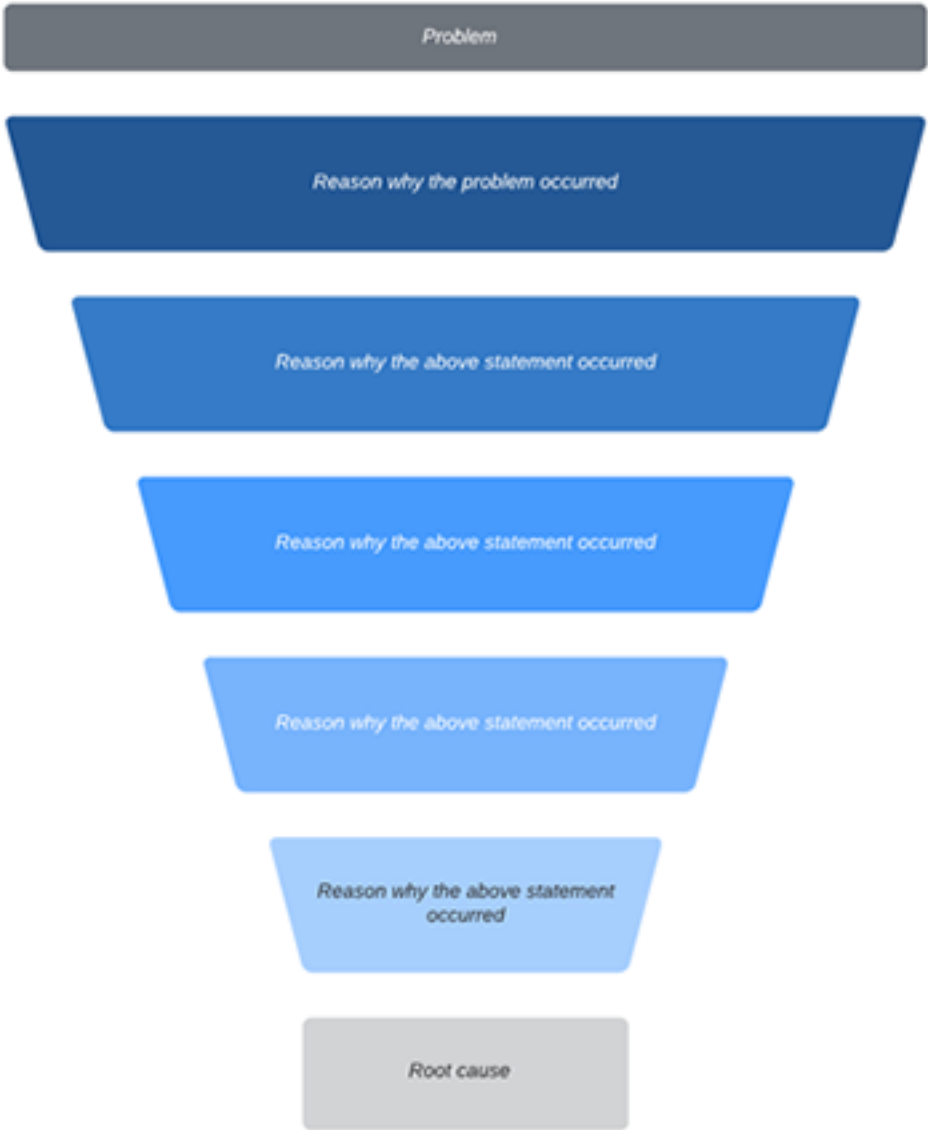 Problem
Reason why the problem occurred
Reason why the above statement occurred
Reason why the above statement occurred
Reason why the above statement occurred
Reason why the above statement
occurred
Root cause